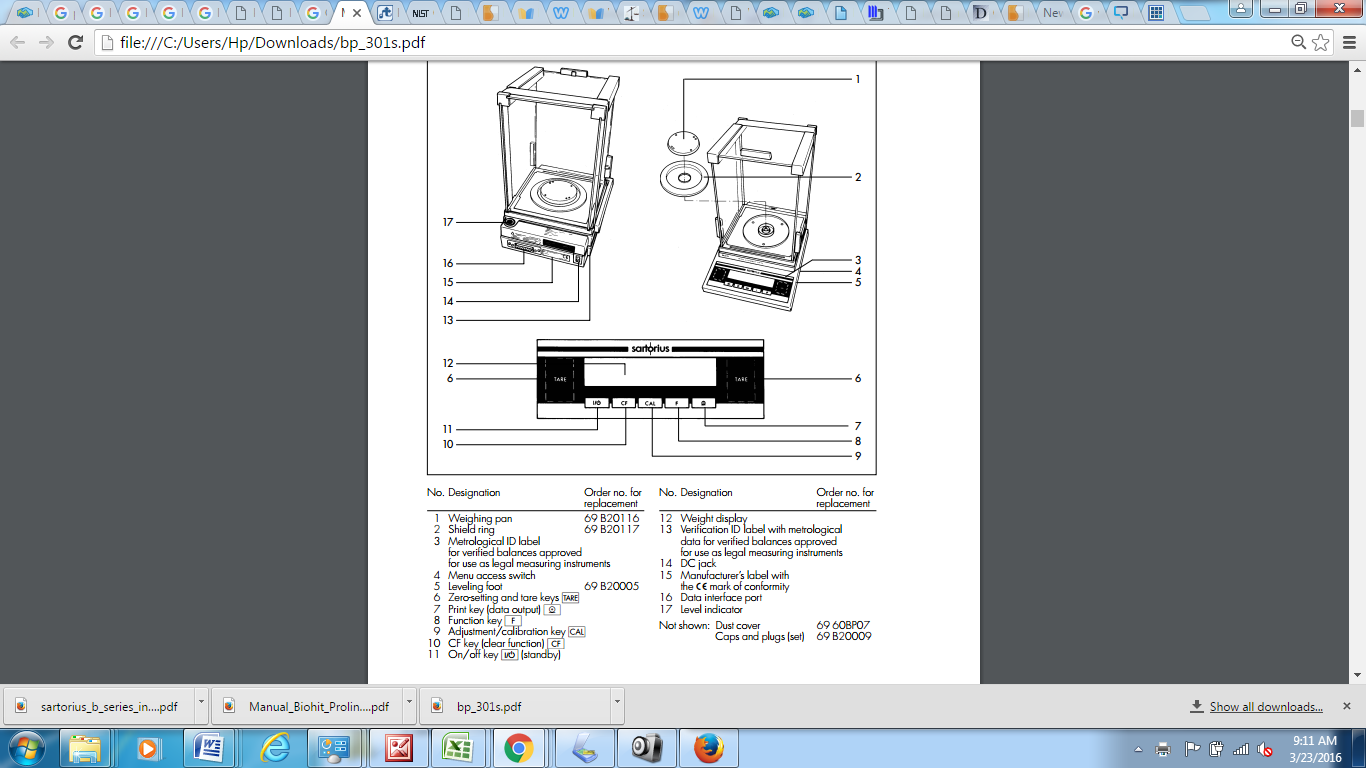 NIST
New
file:///C:/Users/Hp/Downloads/bp_301s.pdf
1
2
17
16
15
14
13
3
4
5
sartorius
12
6
TARE
TARE
6
I/⏻ CF CAL F
11
10
7
8
9
No. Designation Order no. for replacement
1 Weighing pan 69 B20116
2 Shield ring 69 B20117
3 Metrological ID label
for verified balances approved
for use as legal measuring instruments
4 Menu access switch
5 Leveling foot 69 B20005
6 Zero-setting and tare keys TARE
7 Print key (data output)
8 Function key F
9 Adjustment/calibration key CAL
10 CF key (clear function) CF
11 On/off key I/⏻ (standby)
No. Designation Order no. for replacement
12 Weight display
13 Verification ID label with metrological
data for verified balances approved
for use as legal measuring instruments
14 DC jack
15 Manufacturer's label with
the CE mark of conformity
16 Data interface port
17 Level indicator
Not shown: Dust cover 69 60BP07
Caps and plugs (set) 69 B20009
sartorius_b_series_in....pdf
Manual_Biohit_Prolin....pdf
bp_301s.pdf
Show all downloads...
9:11 AM
3/23/2016